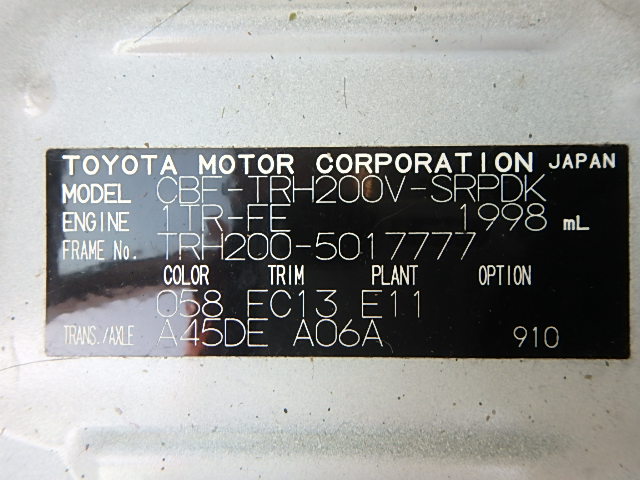 TOYOTA MOTOR CORPORATION JAPAN
MODEL CBF-TRH200V-SRPDK
ENGINE 1TR-FE 1998 mL
FRAME No. TRH200-5017777
COLOR TRIM PLANT OPTION
058 EC13 E11
TRANS./AXLE A45DE A06A 910